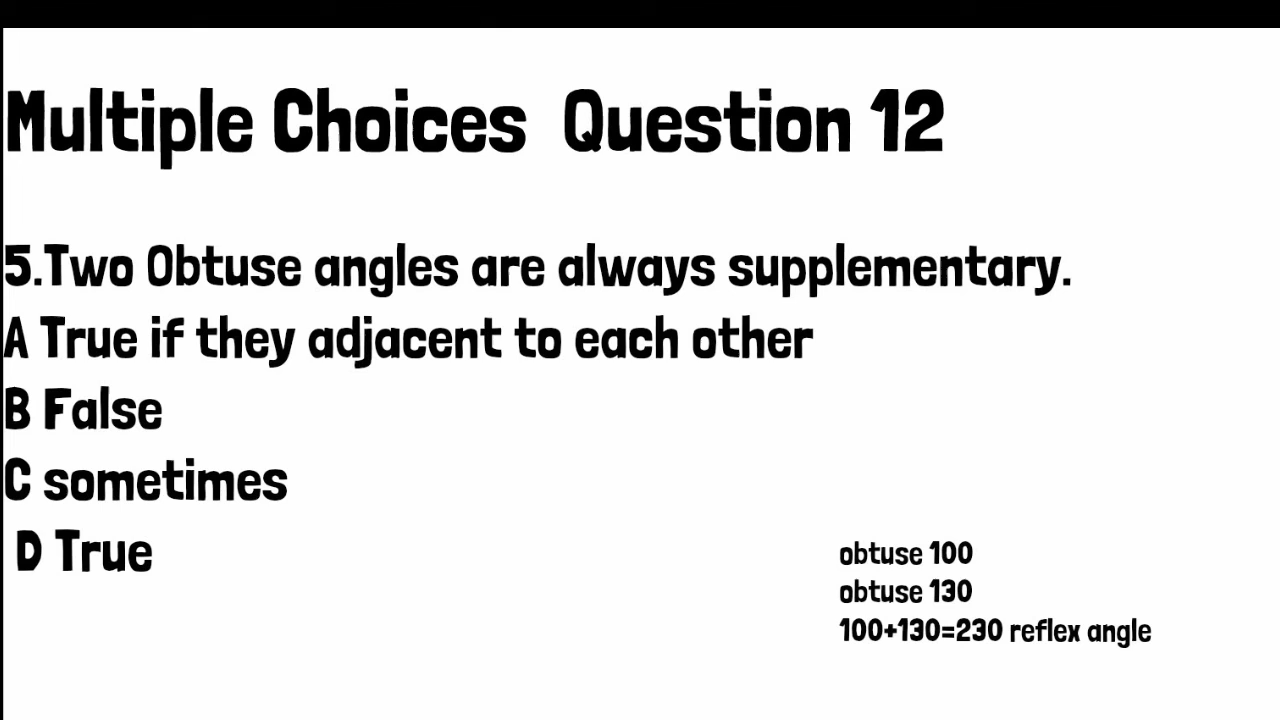 Multiple Choices Question 12
5.Two Obtuse angles are always supplementary.
A True if they adjacent to each other
B False
C sometimes
D True
obtuse 100
obtuse 130
100+130=230 reflex angle